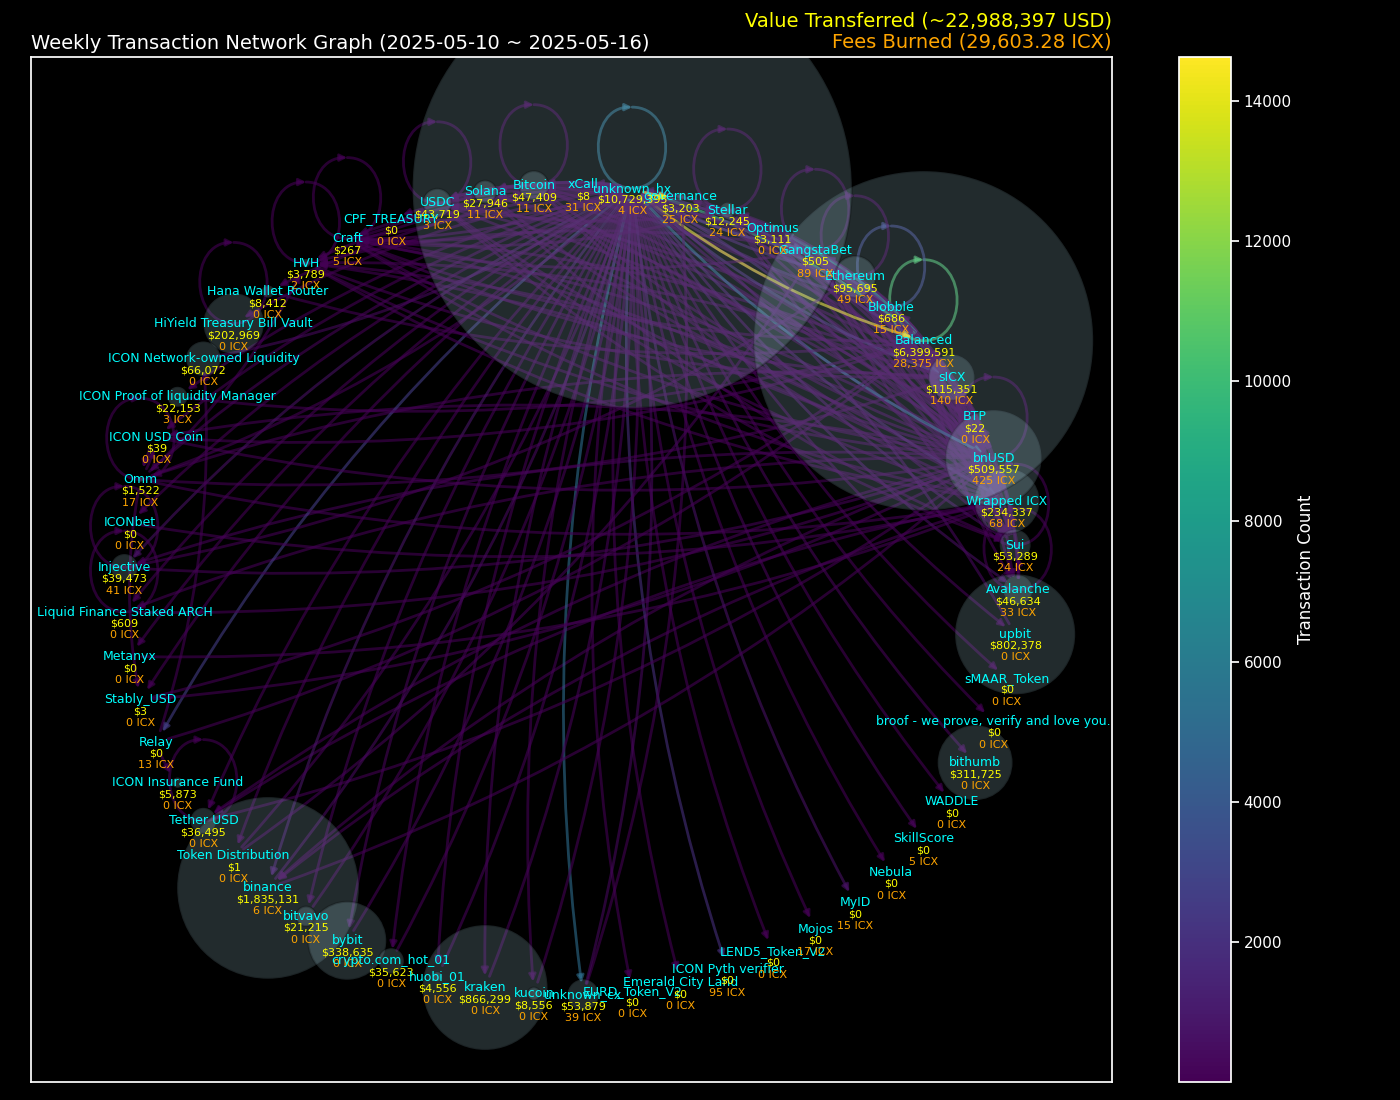 Value Transferred (~22,988,397 USD)
Weekly Transaction Network Graph (2025-05-10 ~ 2025-05-16)
Fees Burned (29,603.28 ICX)
unknown_hx
$10,729,395
4 ICX
xCall
$8
31 ICX
Bitcoin
$47,409
11 ICX
Solana
$27,946
11 ICX
USDC
$43,719
3 ICX
CPF_TREASURY
$0
0 ICX
Craft
$267
5 ICX
HVH
$3,789
2 ICX
Hana Wallet Router
$8,412
0 ICX
HiYield Treasury Bill Vault
$202,969
0 ICX
ICON Network-owned Liquidity
$66,072
0 ICX
ICON Proof of liquidity Manager
$22,153
3 ICX
ICON USD Coin
$39
0 ICX
Omm
$1,522
17 ICX
ICONbet
$0
0 ICX
Injective
$39,473
41 ICX
Liquid Finance Staked ARCH
$609
0 ICX
Metanyx
$0
0 ICX
Stably_USD
$3
0 ICX
Relay
$0
13 ICX
ICON Insurance Fund
$5,873
0 ICX
Tether USD
$36,495
0 ICX
Token Distribution
$1
0 ICX
binance
$1,835,131
6 ICX
bitvavo
$21,215
0 ICX
bybit
$338,635
0 ICX
crypto.com_hot_01
$35,623
0 ICX
huobi_01
$4,556
0 ICX
kraken
$866,299
0 ICX
kucoin
$8,556
0 ICX
Unknown_cx
$53,879
39 ICX
EURD_Token_V2
$0
0 ICX
Emerald City Land
$0
0 ICX
ICON Pyth verifier
$0
95 ICX
LEND5_Token_V2
$0
0 ICX
Mojos
$0
ICX
MyID
$0
15 ICX
Nebula
$0
0 ICX
SkillScore
$0
5 ICX
WADDLE
$0
0 ICX
bithumb
$311,725
0 ICX
broof - we prove, verify and love you.
$0
0 ICX
sMAAR_Token
$0
0 ICX
upbit
$802,378
0 ICX
Avalanche
$46,634
33 ICX
Sui
$53,289
24 ICX
Wrapped ICX
$234,337
68 ICX
bnUSD
$509,557
425 ICX
BTP
$22
0 ICX
sICX
$115,351
140 ICX
Balanced
$6,399,591
28,375 ICX
Blobble
$686
15 ICX
Ethereum
$95,695
49 ICX
GangstaBet
$505
89 ICX
Optimus
$3,111
0 ICX
Stellar
$12,245
24 ICX
Governance
$3,203
25 ICX
14000
12000
10000
8000
6000
4000
2000
Transaction Count